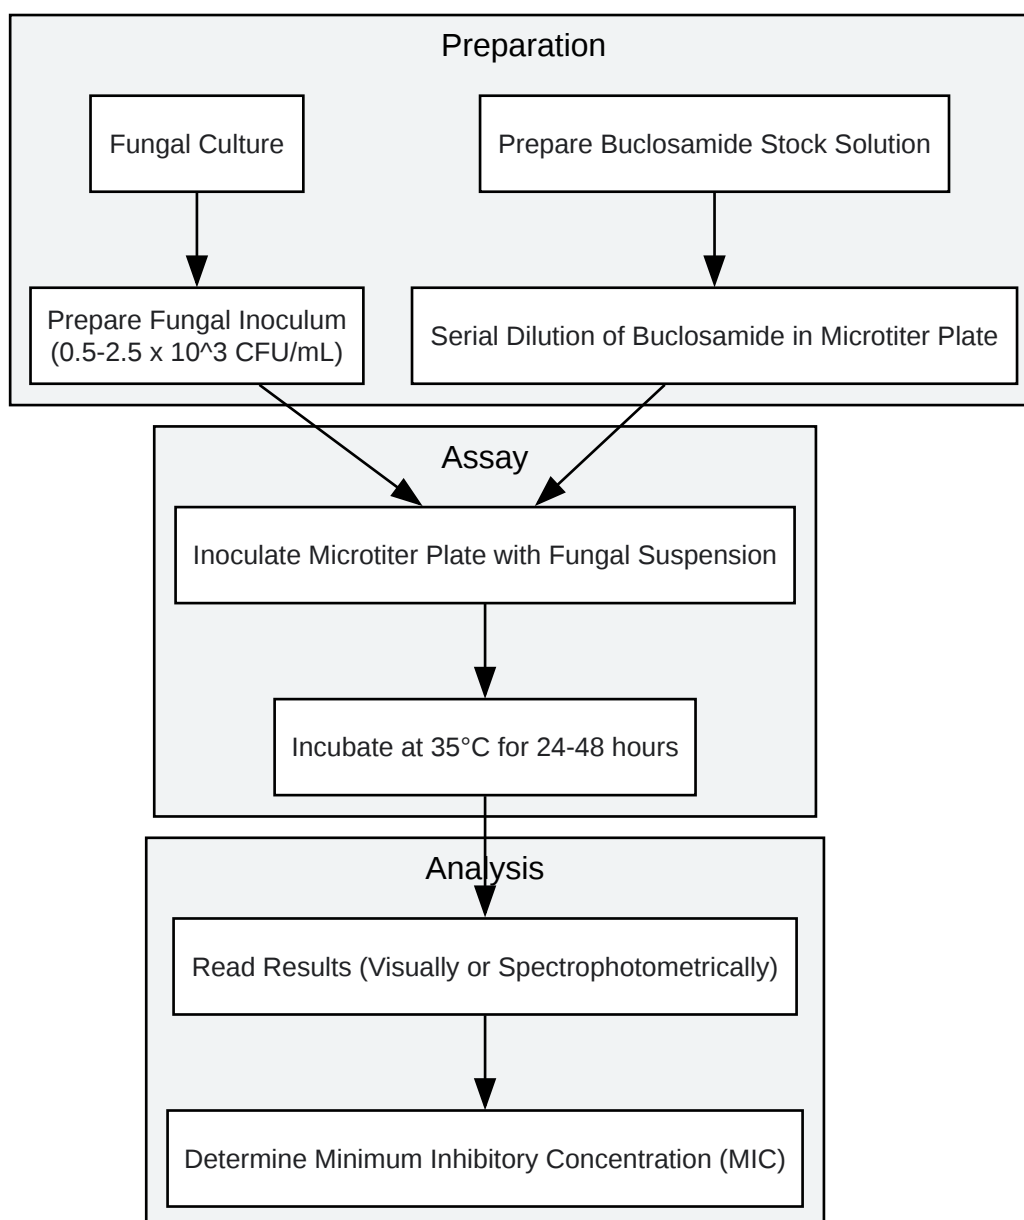 Preparation
Fungal Culture
Prepare Buclosamide Stock Solution
Prepare Fungal Inoculum
(0.5-2.5 x 10^3 CFU/mL)
Serial Dilution of Buclosamide in Microtiter Plate
Assay
Inoculate Microtiter Plate with Fungal Suspension
Incubate at 35°C for 24-48 hours
Analysis
Read Results (Visually or Spectrophotometrically)
Determine Minimum Inhibitory Concentration (MIC)